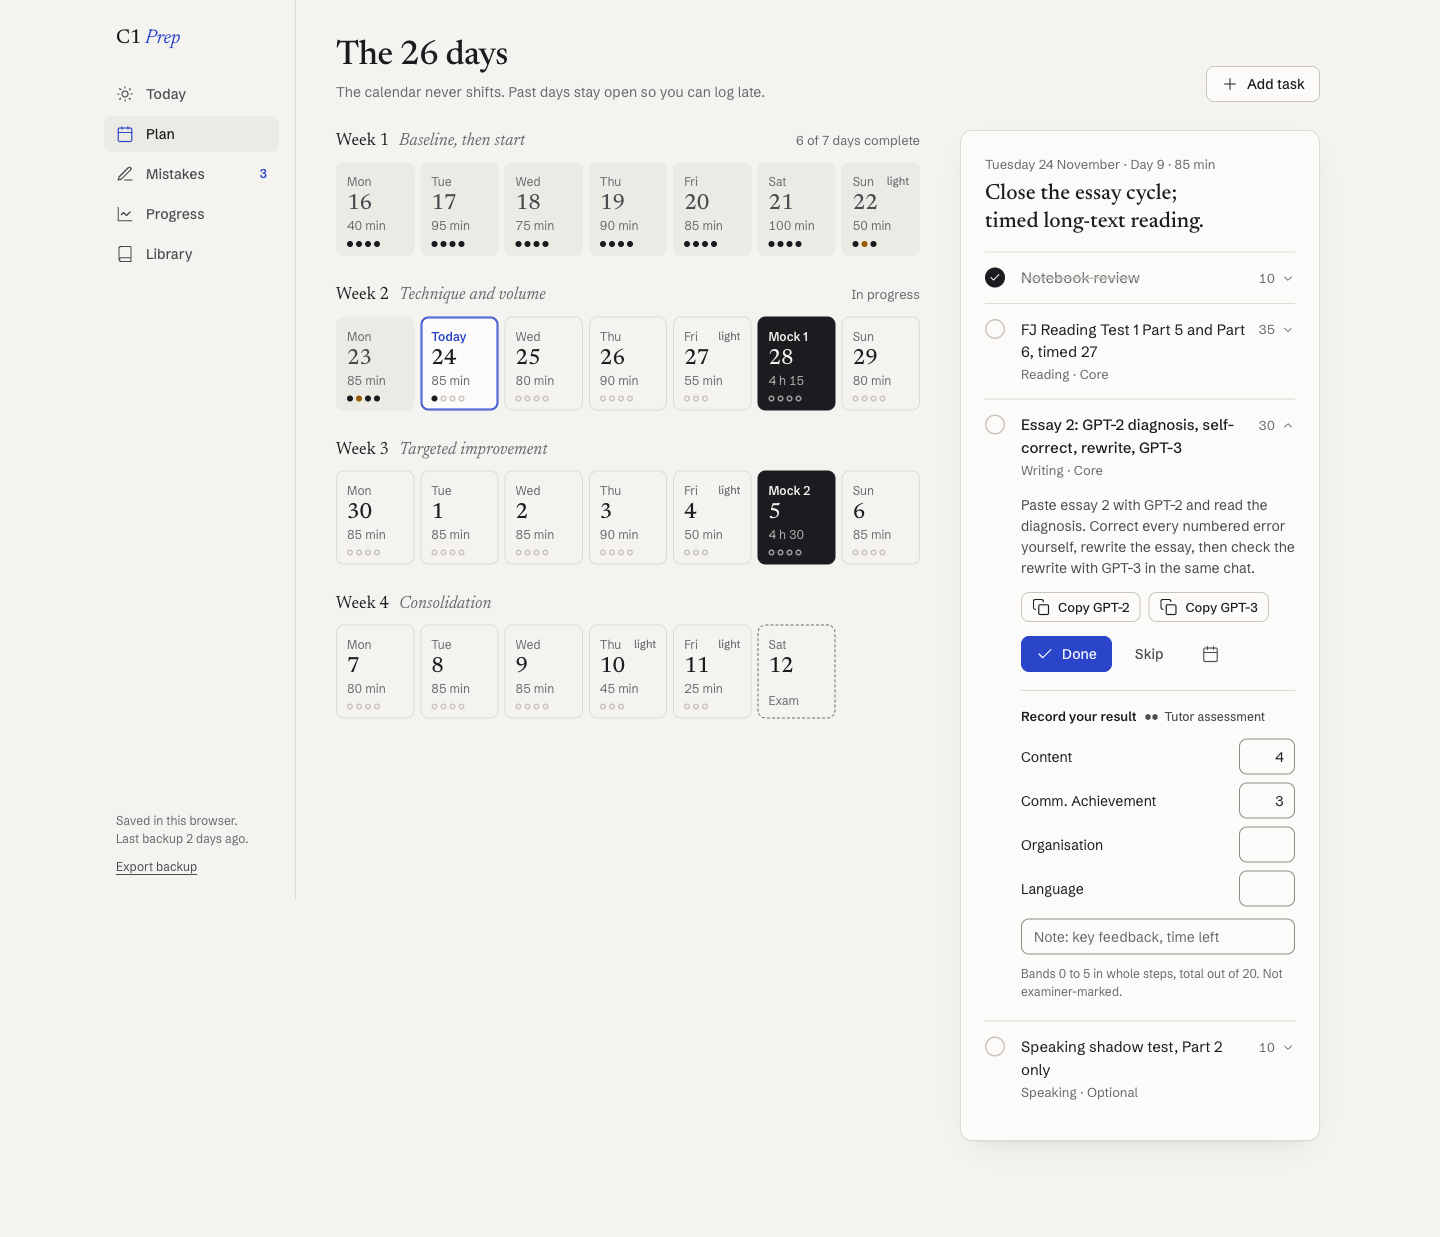 C1 Prep
Today
Plan
Mistakes 3
Progress
Library
Saved in this browser.
Last backup 2 days ago.
Export backup
The 26 days
The calendar never shifts. Past days stay open so you can log late.
Add task
Week 1 Baseline, then start 6 of 7 days complete
Mon Tue Wed Thu Fri Sat Sun light
16 17 18 19 20 21 22
40 min 95 min 75 min 90 min 85 min 100 min 50 min
Week 2 Technique and volume In progress
Mon Today Wed Thu Fri light Mock 1 Sun
23 24 25 26 27 28 29
85 min 85 min 80 min 90 min 55 min 4 h 15 80 min
Week 3 Targeted improvement
Mon Tue Wed Thu Fri light Mock 2 Sun
30 1 2 3 4 5 6
85 min 85 min 85 min 90 min 50 min 4 h 30 85 min
Week 4 Consolidation
Mon Tue Wed Thu light Fri light Sat
7 8 9 10 11 12
80 min 85 min 85 min 45 min 25 min
Exam
Tuesday 24 November · Day 9 · 85 min
Close the essay cycle;
timed long-text reading.
Notebook review 10
FJ Reading Test 1 Part 5 and Part 35
6, timed 27
Reading · Core
Essay 2: GPT-2 diagnosis, self- 30
correct, rewrite, GPT-3
Writing · Core
Paste essay 2 with GPT-2 and read the
diagnosis. Correct every numbered error
yourself, rewrite the essay, then check the
rewrite with GPT-3 in the same chat.
Copy GPT-2 Copy GPT-3
Done Skip
Record your result Tutor assessment
Content 4
Comm. Achievement 3
Organisation
Language
Note: key feedback, time left
Bands 0 to 5 in whole steps, total out of 20. Not
examiner-marked.
Speaking shadow test, Part 2 10
only
Speaking · Optional